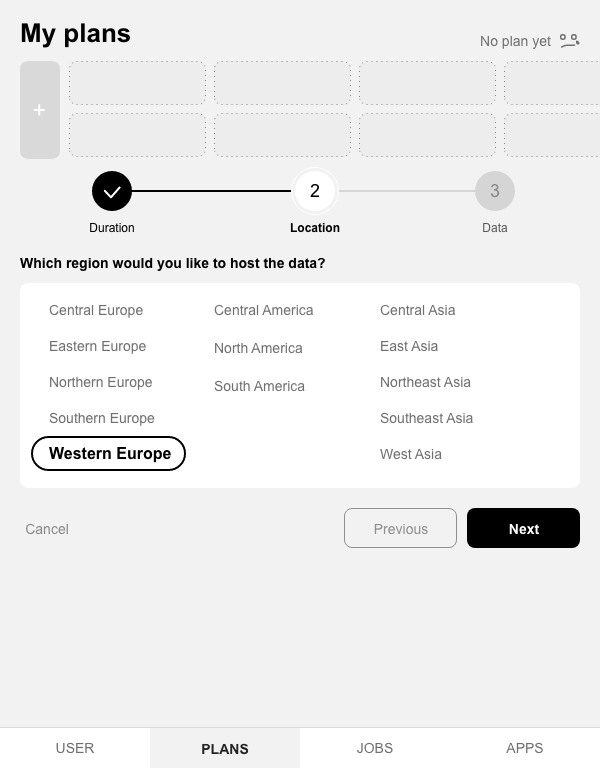 My plans
No plan yet
+
2
3
Duration
Location
Data
Which region would you like to host the data?
Central Europe
Eastern Europe
Northern Europe
Southern Europe
Western Europe
Central America
North America
South America
Central Asia
East Asia
Northeast Asia
Southeast Asia
West Asia
Cancel
Previous
Next
USER
PLANS
JOBS
APPS